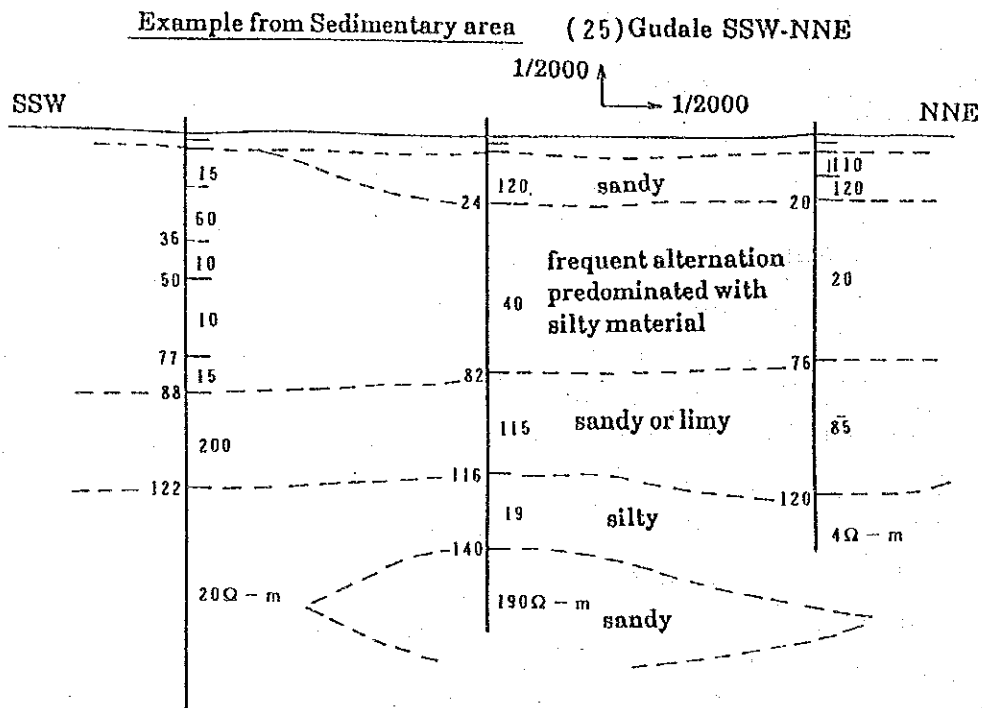 Example from Sedimentary area (25) Gudale SSW-NNE
1/2000
1/2000
SSW
NNE
15
60
36
10
50
10
77
15
88
200
122
20Ω-m
120
24
40
82
115
116
19
140
190Ω-m
sandy
frequent alternation
predominated with
silty material
sandy or limy
silty
sandy
110
120
20
20
76
85
120
4Ω-m